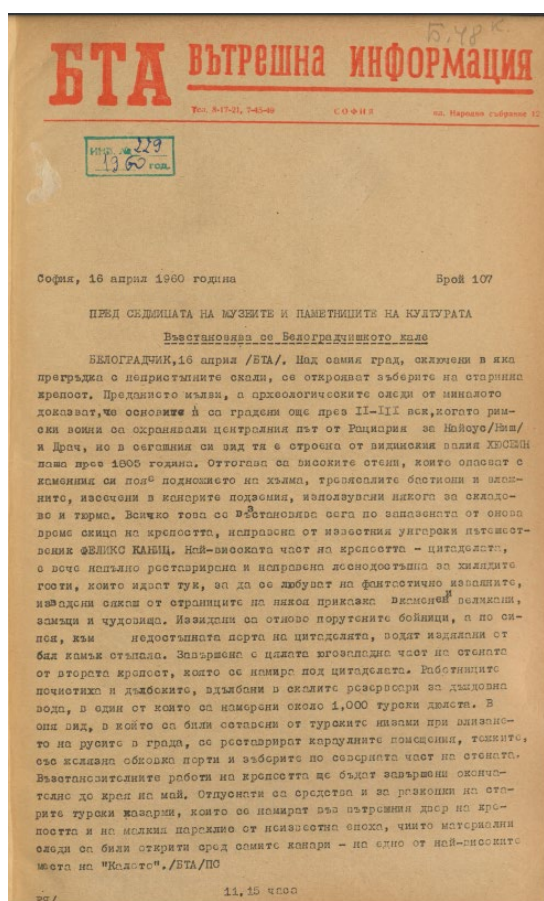 Б.48 к.
БТА ВЪТРЕШНА ИНФОРМАЦИЯ
Тел. 8-17-21, 7-45-40 СОФИЯ пл. Народно събрание 12
ИНВ. № 229
1960 год.
София, 16 април 1960 година Брой 107
ПРЕД СЕДМИЦАТА НА МУЗЕИТЕ И ПАМЕТНИЦИТЕ НА КУЛТУРАТА
Възстановява се Белоградчишкото кале
БЕЛОГРАДЧИК,16 април /БТА/. Над самия град, сключени в яка
прегръдка с непристъпните скали, се открояват зъберите на старинна
крепост. Преданието мълви, а археологическите следи от миналото
доказват,че основите ѝ са градени още през II-III век,когато рим-
ски воини са охранявали централния път от Рациария за Найсус/Ниш/
и Драч, но в сегашния си вид тя е строена от видинския валия ХЮСЕИН
паша през 1805 година. Оттогава са високите стени, които опасват с
каменния си пояс подножието на хълма, тревясалите бастиони и влаж-
ните, изсечени в канарите подземия, използувани някога за складо-
ве и тюрма. Всичко това се възстановява сега по запазената от онова
време скица на крепостта, направена от известния унгарски пътешест-
веник ФЕЛИКС КАНИЦ. Най-високата част на крепостта - цитаделата,
е вече напълно реставрирана и направена леснодостъпна за хилядите
гости, които идват тук, за да се любуват на фантастично изваяните,
извадени сякаш от страниците на някоя приказка вкаменени великани,
замъци и чудовища. Иззидани са отново порутените бойници, а по си-
пея, към недостъпната порта на цитаделата, водят издялани от
бял камък стъпала. Завършена е цялата югозападна част на стената
от втората крепост, която се намира под цитаделата. Работниците
почистиха и дълбоките, вдълбани в скалите резервоари за дъждовна
вода, в един от които са намерени около 1,000 турски дюлета. В
оня вид, в който са били оставени от турските низами при влизане-
то на русите в града, се реставрират караулните помещения, тежките,
със желязна обковка порти и зъберите по северната част на стената.
Възстановителните работи на крепостта ще бъдат завършени оконча-
телно до края на май. Отпуснати са средства и за разкопки на ста-
рите турски казарми, които се намират във вътрешния двор на кре-
постта и на малкия параклис от неизвестна епоха, чиито материални
следи са били открити сред самите канари - на едно от най-високите
места на "Калето"./БТА/ПС
11,15 часа